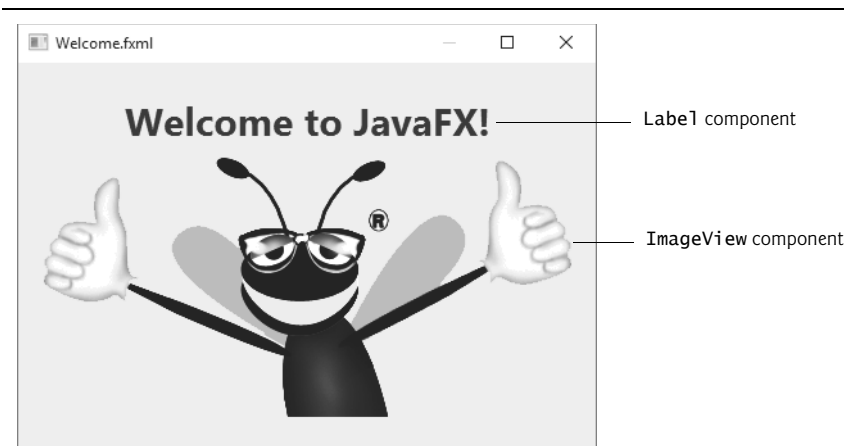 Welcome.fxml
Welcome to JavaFX!
Label component
®
ImageView component